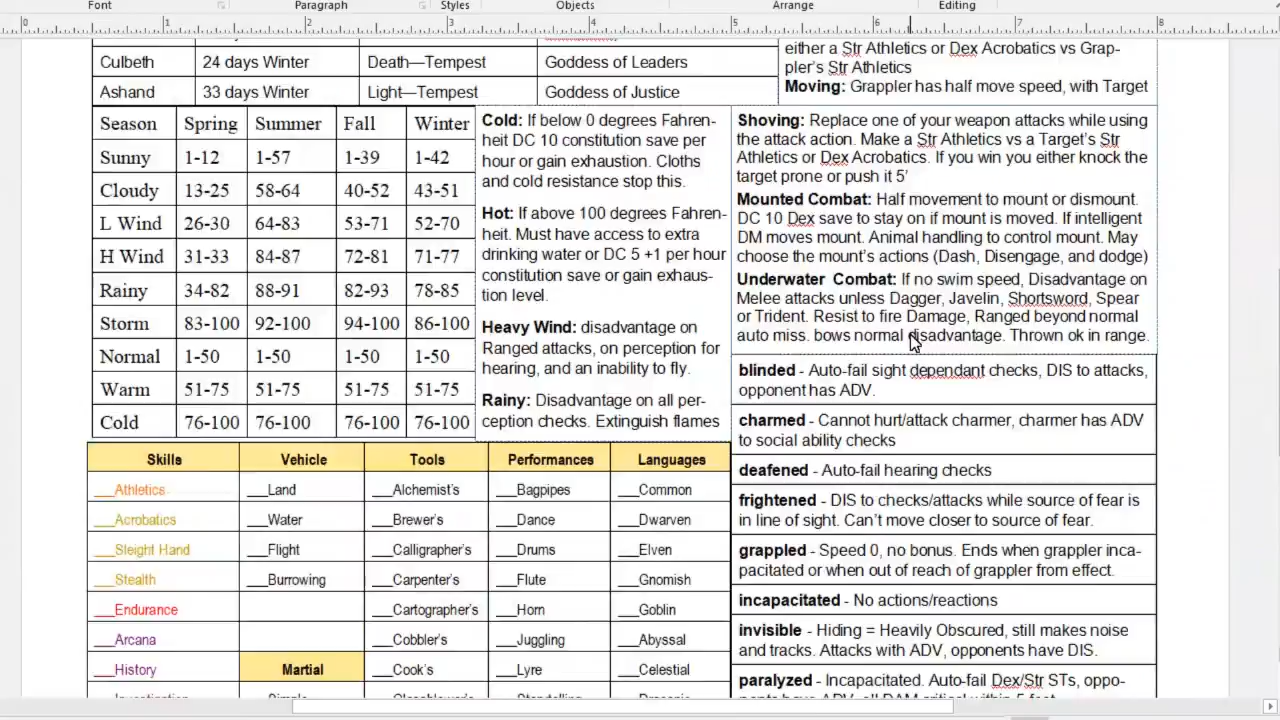 Font
Paragraph
Styles
Objects
Arrange
Editing
0 1 2 3 4 5 6 7 8
Culbeth 24 days Winter Death—Tempest Goddess of Leaders
Ashand 33 days Winter Light—Tempest Goddess of Justice
either a Str Athletics or Dex Acrobatics vs Grap-
pler's Str Athletics
Moving: Grappler has half move speed, with Target
Season Spring Summer Fall Winter
Sunny 1-12 1-57 1-39 1-42
Cloudy 13-25 58-64 40-52 43-51
L Wind 26-30 64-83 53-71 52-70
H Wind 31-33 84-87 72-81 71-77
Rainy 34-82 88-91 82-93 78-85
Storm 83-100 92-100 94-100 86-100
Normal 1-50 1-50 1-50 1-50
Warm 51-75 51-75 51-75 51-75
Cold 76-100 76-100 76-100 76-100
Cold: If below 0 degrees Fahren-
heit DC 10 constitution save per
hour or gain exhaustion. Cloths
and cold resistance stop this.
Hot: If above 100 degrees Fahren-
heit. Must have access to extra
drinking water or DC 5 +1 per hour
constitution save or gain exhaus-
tion level.
Heavy Wind: disadvantage on
Ranged attacks, on perception for
hearing, and an inability to fly.
Rainy: Disadvantage on all per-
ception checks. Extinguish flames
Shoving: Replace one of your weapon attacks while using
the attack action. Make a Str Athletics vs a Target's Str
Athletics or Dex Acrobatics. If you win you either knock the
target prone or push it 5'
Mounted Combat: Half movement to mount or dismount.
DC 10 Dex save to stay on if mount is moved. If intelligent
DM moves mount. Animal handling to control mount. May
choose the mount's actions (Dash, Disengage, and dodge)
Underwater Combat: If no swim speed, Disadvantage on
Melee attacks unless Dagger, Javelin, Shortsword, Spear
or Trident. Resist to fire Damage, Ranged beyond normal
auto miss. bows normal disadvantage. Thrown ok in range.
blinded - Auto-fail sight dependant checks, DIS to attacks,
opponent has ADV.
charmed - Cannot hurt/attack charmer, charmer has ADV
to social ability checks
deafened - Auto-fail hearing checks
frightened - DIS to checks/attacks while source of fear is
in line of sight. Can't move closer to source of fear.
grappled - Speed 0, no bonus. Ends when grappler inca-
pacitated or when out of reach of grappler from effect.
incapacitated - No actions/reactions
invisible - Hiding = Heavily Obscured, still makes noise
and tracks. Attacks with ADV, opponents have DIS.
paralyzed - Incapacitated. Auto-fail Dex/Str STs, oppo-
Skills Vehicle Tools Performances Languages
___Athletics ___Land ___Alchemist's ___Bagpipes ___Common
___Acrobatics ___Water ___Brewer's ___Dance ___Dwarven
___Sleight Hand ___Flight ___Calligrapher's ___Drums ___Elven
___Stealth ___Burrowing ___Carpenter's ___Flute ___Gnomish
___Endurance ___Cartographer's ___Horn ___Goblin
___Arcana ___Cobbler's ___Juggling ___Abyssal
___History Martial ___Cook's ___Lyre ___Celestial